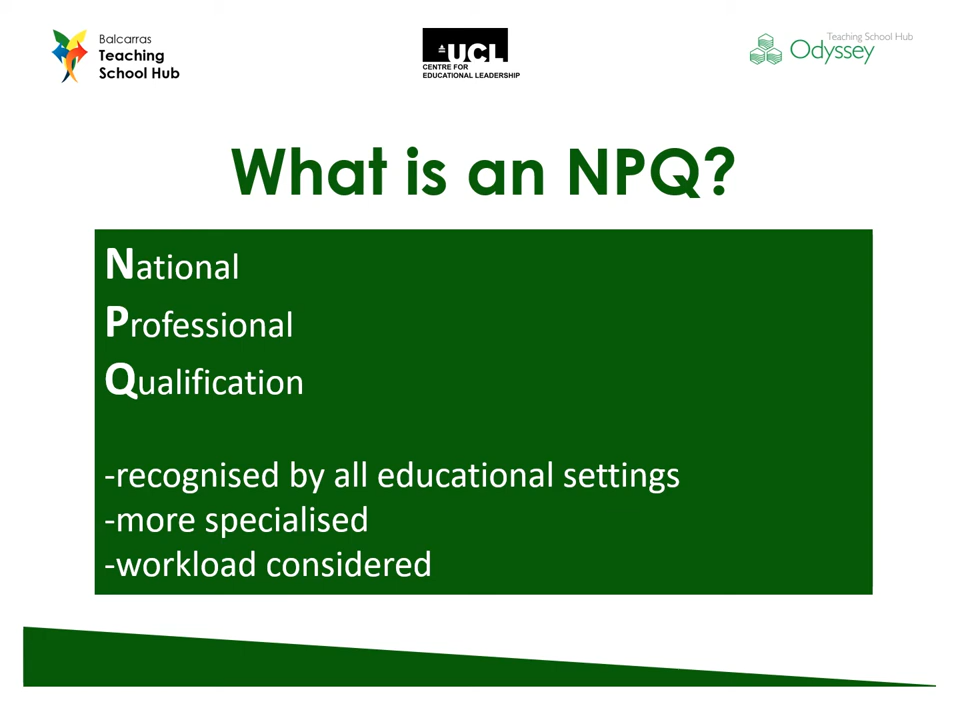 Balcarras
Teaching
School Hub
UCL
CENTRE FOR
EDUCATIONAL LEADERSHIP
Teaching School Hub
Odyssey
What is an NPQ?
National
Professional
Qualification
-recognised by all educational settings
-more specialised
-workload considered